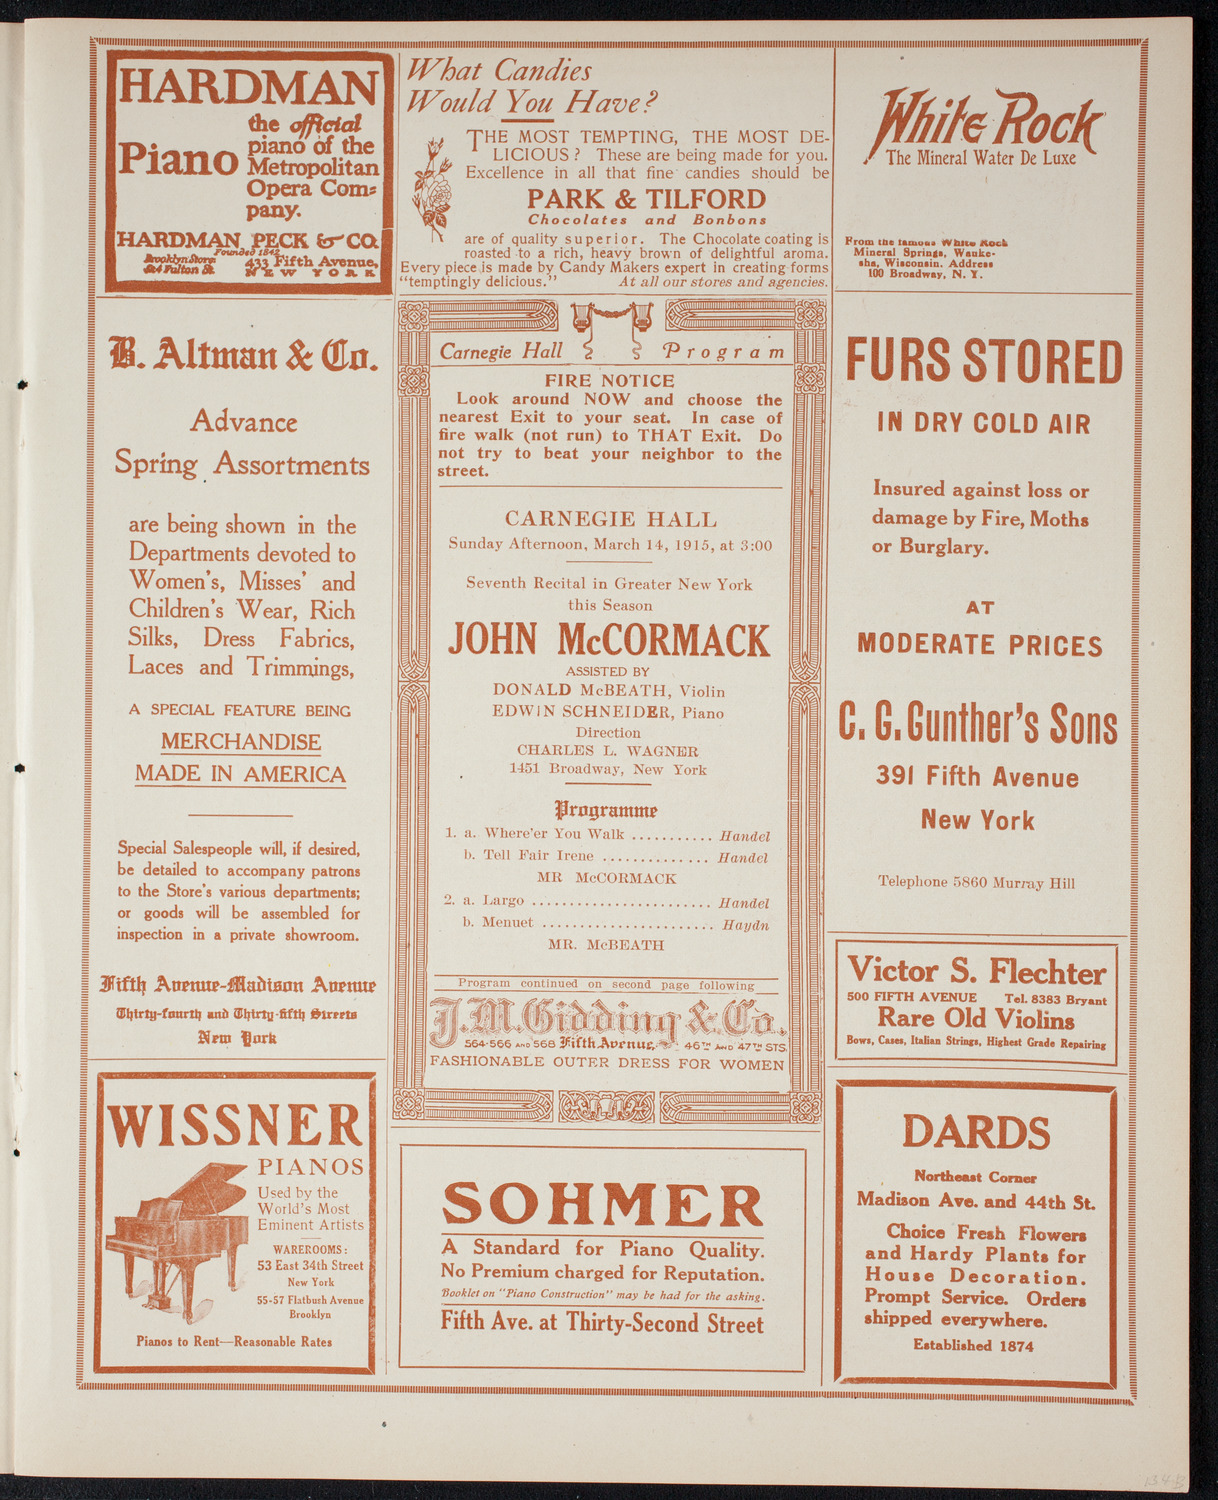 HARDMAN
Piano
the official
piano of the
Metropolitan
Opera Com=
pany.
HARDMAN PECK & CO.
Founded 1842
Brooklyn Store
524 Fulton St.
433 Fifth Avenue,
NEW YORK
What Candies
Would You Have?
THE MOST TEMPTING, THE MOST DE-
LICIOUS? These are being made for you.
Excellence in all that fine candies should be
PARK & TILFORD
Chocolates and Bonbons
are of quality superior. The Chocolate coating is
roasted to a rich, heavy brown of delightful aroma.
Every piece is made by Candy Makers expert in creating forms
"temptingly delicious." At all our stores and agencies.
White Rock
The Mineral Water De Luxe
From the famous White Rock
Mineral Springs, Wauke-
sha, Wisconsin. Address
100 Broadway, N. Y.
B. Altman & Co.
Advance
Spring Assortments
are being shown in the
Departments devoted to
Women's, Misses' and
Children's Wear, Rich
Silks, Dress Fabrics,
Laces and Trimmings,
A SPECIAL FEATURE BEING
MERCHANDISE
MADE IN AMERICA
Special Salespeople will, if desired,
be detailed to accompany patrons
to the Store's various departments;
or goods will be assembled for
inspection in a private showroom.
Fifth Avenue-Madison Avenue
Thirty-fourth and Thirty-fifth Streets
New York
WISSNER
PIANOS
Used by the
World's Most
Eminent Artists
WAREROOMS:
53 East 34th Street
New York
55-57 Flatbush Avenue
Brooklyn
Pianos to Rent—Reasonable Rates
Carnegie Hall Program
FIRE NOTICE
Look around NOW and choose the
nearest Exit to your seat. In case of
fire walk (not run) to THAT Exit. Do
not try to beat your neighbor to the
street.
CARNEGIE HALL
Sunday Afternoon, March 14, 1915, at 3:00
Seventh Recital in Greater New York
this Season
JOHN McCORMACK
ASSISTED BY
DONALD McBEATH, Violin
EDWIN SCHNEIDER, Piano
Direction
CHARLES L. WAGNER
1451 Broadway, New York
Programme
1. a. Where'er You Walk ........... Handel
b. Tell Fair Irene .............. Handel
MR McCORMACK
2. a. Largo ........................ Handel
b. Menuet ....................... Haydn
MR. McBEATH
Program continued on second page following
J.M.Gidding & Co.
564-566 AND 568 Fifth Avenue, 46TH AND 47TH STS.
FASHIONABLE OUTER DRESS FOR WOMEN
SOHMER
A Standard for Piano Quality.
No Premium charged for Reputation.
Booklet on "Piano Construction" may be had for the asking.
Fifth Ave. at Thirty-Second Street
FURS STORED
IN DRY COLD AIR
Insured against loss or
damage by Fire, Moths
or Burglary.
AT
MODERATE PRICES
C. G. Gunther's Sons
391 Fifth Avenue
New York
Telephone 5860 Murray Hill
Victor S. Flechter
500 FIFTH AVENUE Tel. 8383 Bryant
Rare Old Violins
Bows, Cases, Italian Strings, Highest Grade Repairing
DARDS
Northeast Corner
Madison Ave. and 44th St.
Choice Fresh Flowers
and Hardy Plants for
House Decoration.
Prompt Service. Orders
shipped everywhere.
Established 1874